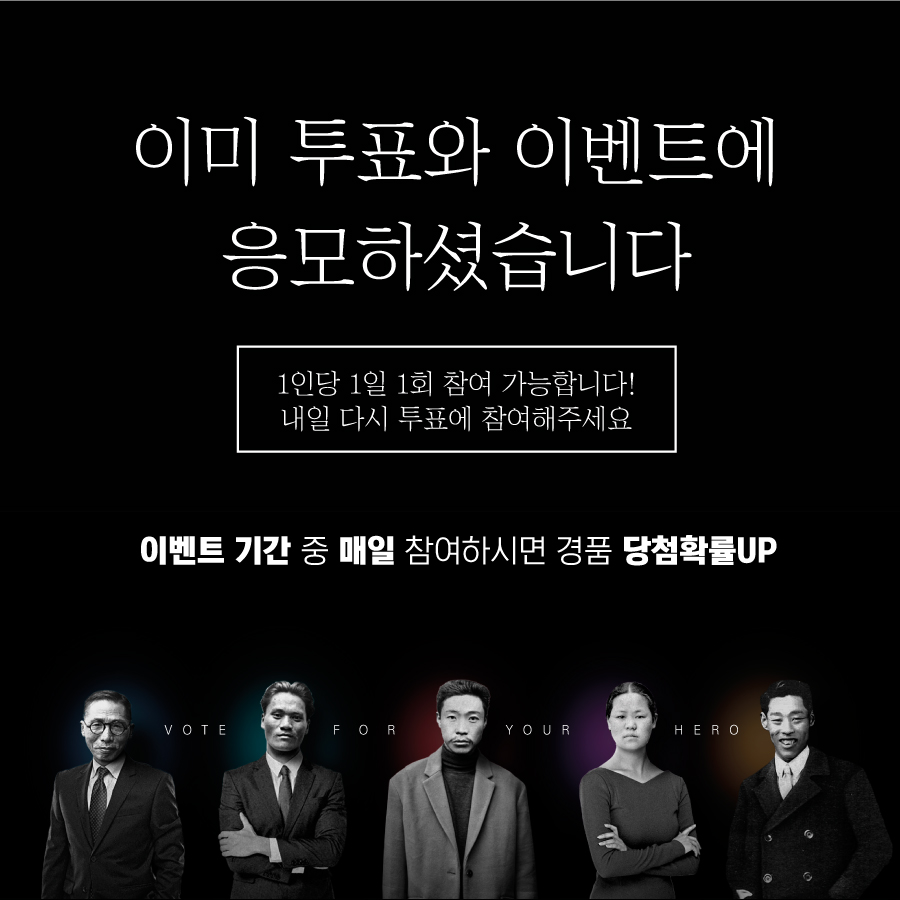 이미 투표와 이벤트에
응모하셨습니다
1인당 1일 1회 참여 가능합니다!
내일 다시 투표에 참여해주세요
이벤트 기간 중 매일 참여하시면 경품 당첨확률UP
VOTE FOR YOUR HERO